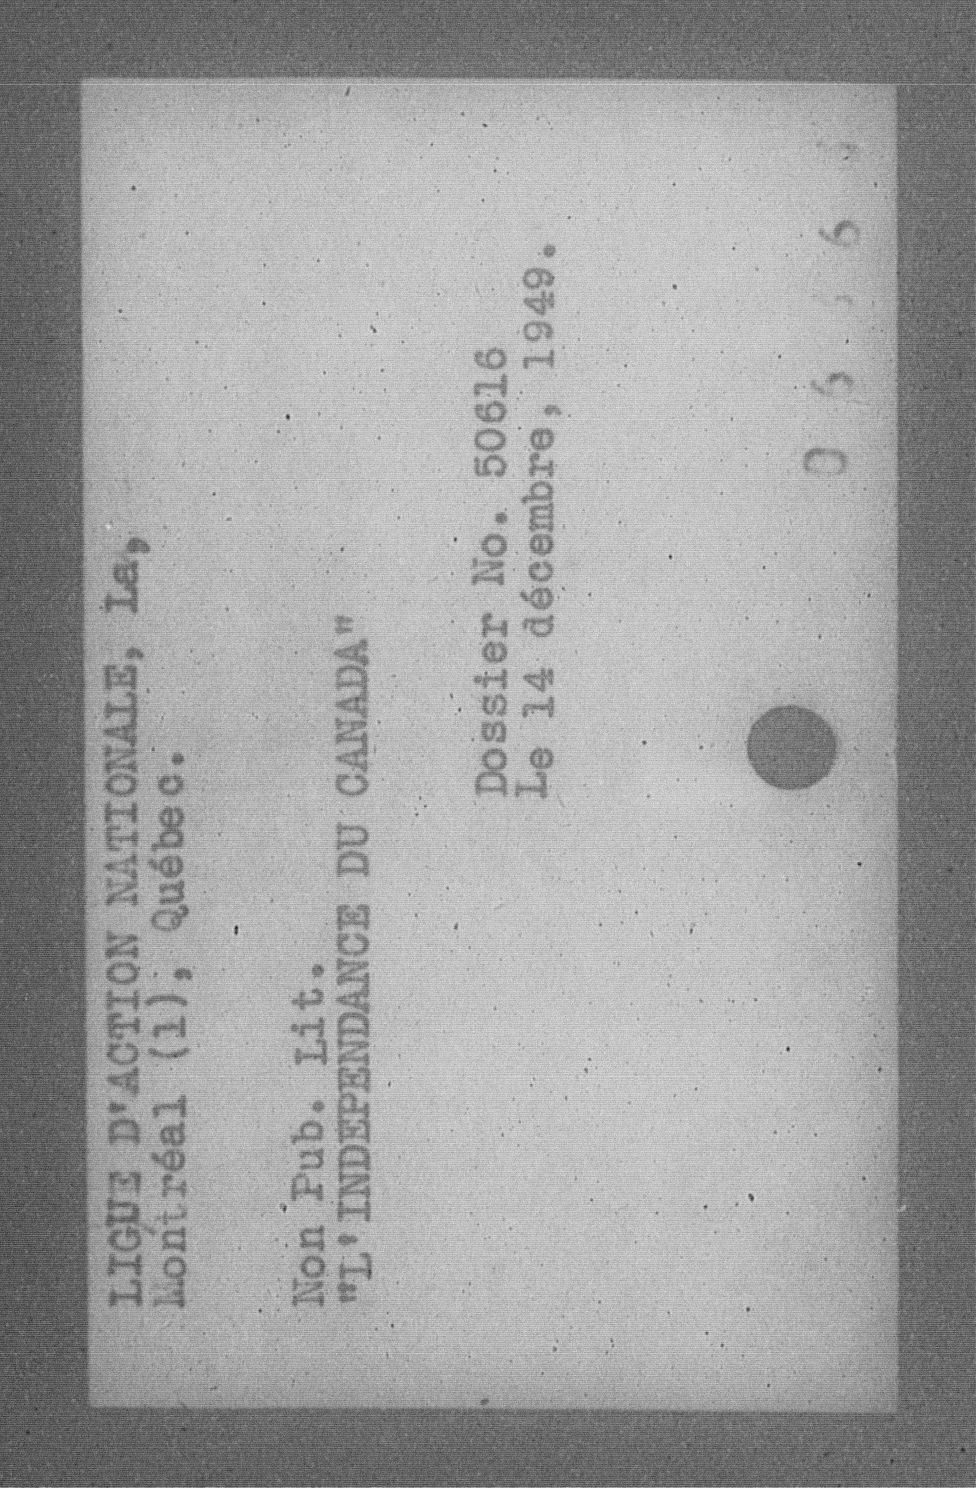 LIGUE D'ACTION NATIONALE, La,
Montréal (1), Québec.
Non Pub. Lit.
"L'INDEPENDANCE DU CANADA"
Dossier No. 50616
Le 14 décembre, 1949.